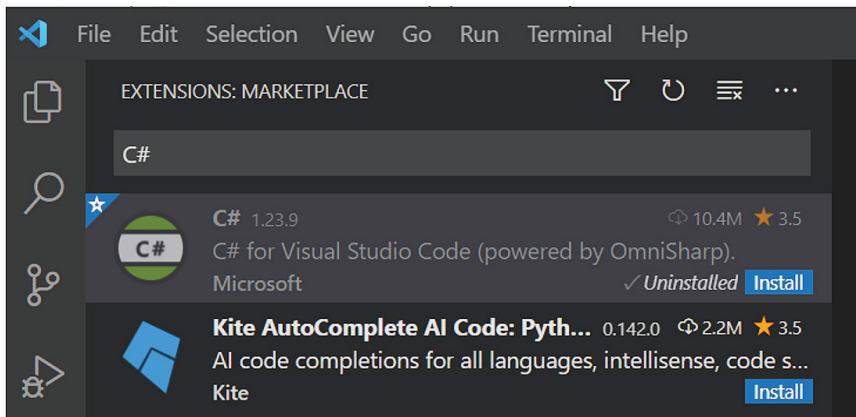 File Edit Selection View Go Run Terminal Help
EXTENSIONS: MARKETPLACE
C#
C# 1.23.9 10.4M 3.5
C#
C# for Visual Studio Code (powered by OmniSharp).
Microsoft ✓Uninstalled Install
Kite AutoComplete AI Code: Pyth... 0.142.0 2.2M 3.5
AI code completions for all languages, intellisense, code s...
Kite Install